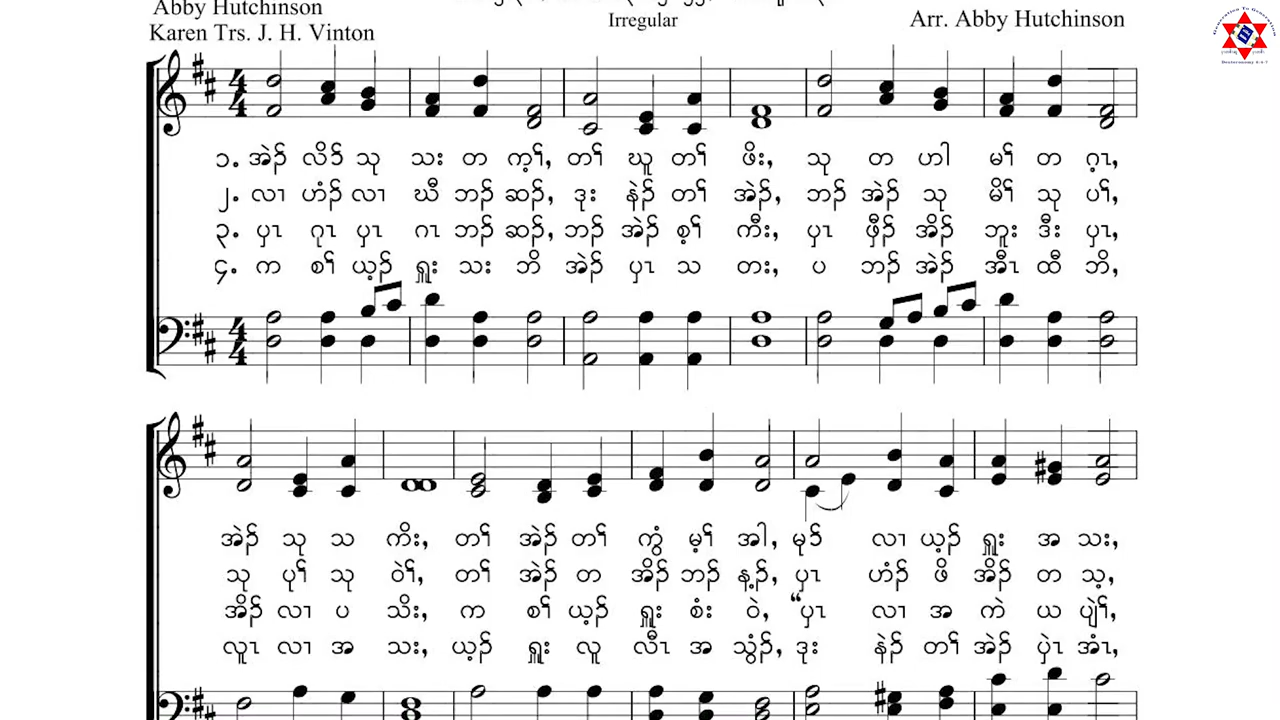 Abby Hutchinson
Karen Trs. J. H. Vinton
Irregular
Arr. Abby Hutchinson
Generation To Generation
၁. အဲၣ် လိာ် သု သး တ က့ၢ်, တၢ် ဃူ တၢ် ဖိး, သု တ ဟါ မၢ် တ ဂ့ၤ,
၂. လၢ ဟံၣ် လၢ ဃီ ဘၣ် ဆၣ်, ဒုး နဲၣ် တၢ် အဲၣ်, ဘၣ် အဲၣ် သု မိၢ် သု ပၢ်,
၃. ပှၤ ဂုၤ ပှၤ ဂၤ ဘၣ် ဆၣ်, ဘၣ် အဲၣ် စ့ၢ် ကီး, ပှၤ ဖှီၣ် အိၣ် ဘူး ဒီး ပှၤ,
၄. က စၢ် ယ့ၣ် ရှူး သး ဘိ အဲၣ် ပှၤ သ တး, ပ ဘၣ် အဲၣ် အီၤ ထီ ဘိ,
အဲၣ် သု သ ကိး, တၢ် အဲၣ် တၢ် ကွံ မ့ၢ် အါ, မုာ် လၢ ယ့ၣ် ရှူး အ သး,
သု ပုၢ် သု ဝဲၢ်, တၢ် အဲၣ် တ အိၣ် ဘၣ် န့ၣ်, ပှၤ ဟံၣ် ဖိ အိၣ် တ သ့,
အိၣ် လၢ ပ သိး, က စၢ် ယ့ၣ် ရှူး စံး ဝဲ, “ပှၤ လၢ အ ကဲ ယ ပျဲၢ်,
လူၤ လၢ အ သး, ယ့ၣ် ရှူး လူ လီၤ အ သွံၣ်, ဒုး နဲၣ် တၢ် အဲၣ် ပှဲၤ အံၤ,